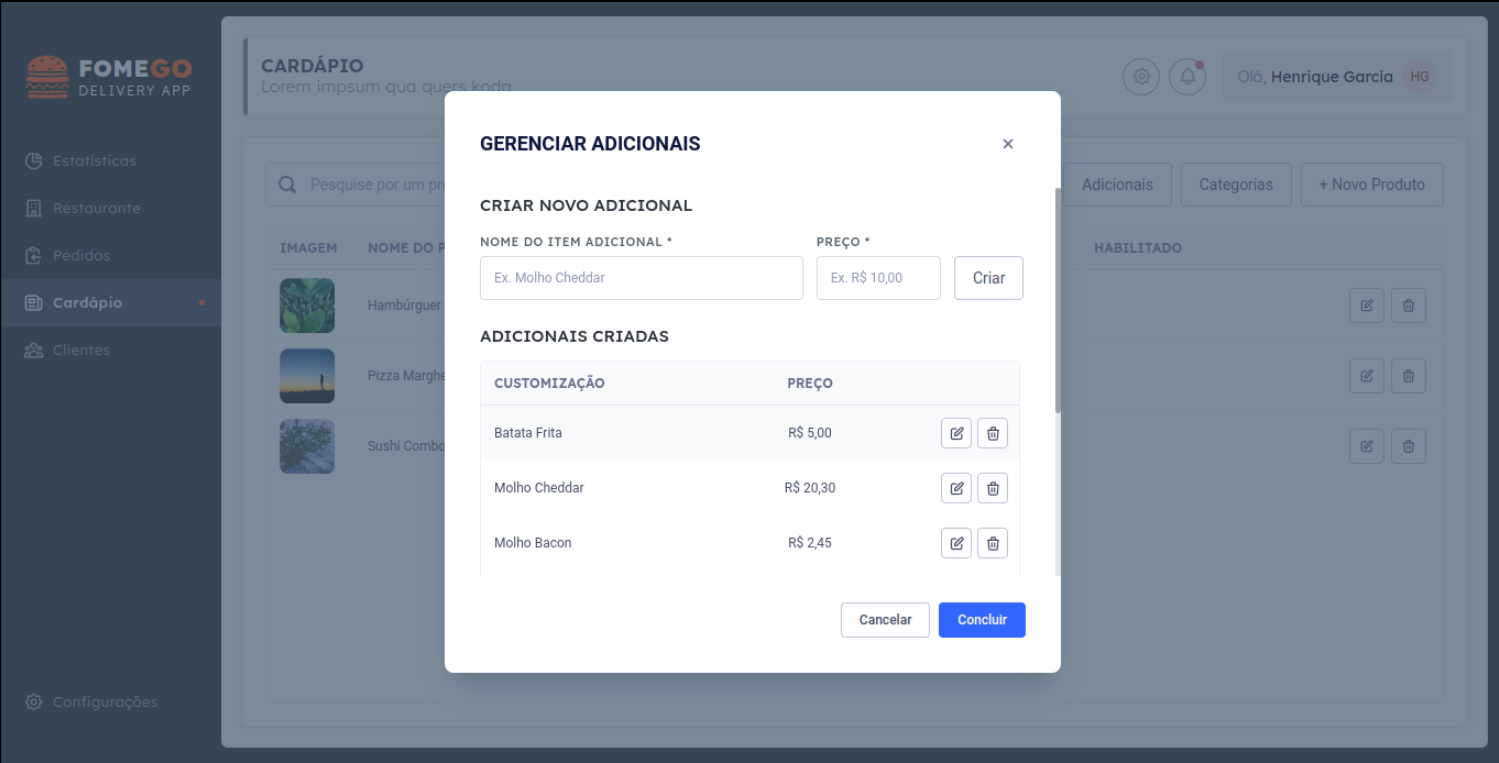 FOMEGO
DELIVERY APP
Estatísticas
Restaurante
Pedidos
Cardápio
Clientes
Configurações
CARDÁPIO
Lorem impsum qua quers koda
Olá, Henrique Garcia HG
Pesquise por um pr
Adicionais
Categorias
+ Novo Produto
IMAGEM NOME DO P HABILITADO
Hambúrguer
Pizza Marghe
Sushi Combo
GERENCIAR ADICIONAIS
×
CRIAR NOVO ADICIONAL
NOME DO ITEM ADICIONAL * PREÇO *
Ex. Molho Cheddar Ex. R$ 10,00 Criar
ADICIONAIS CRIADAS
CUSTOMIZAÇÃO PREÇO
Batata Frita R$ 5,00
Molho Cheddar R$ 20,30
Molho Bacon R$ 2,45
Cancelar Concluir